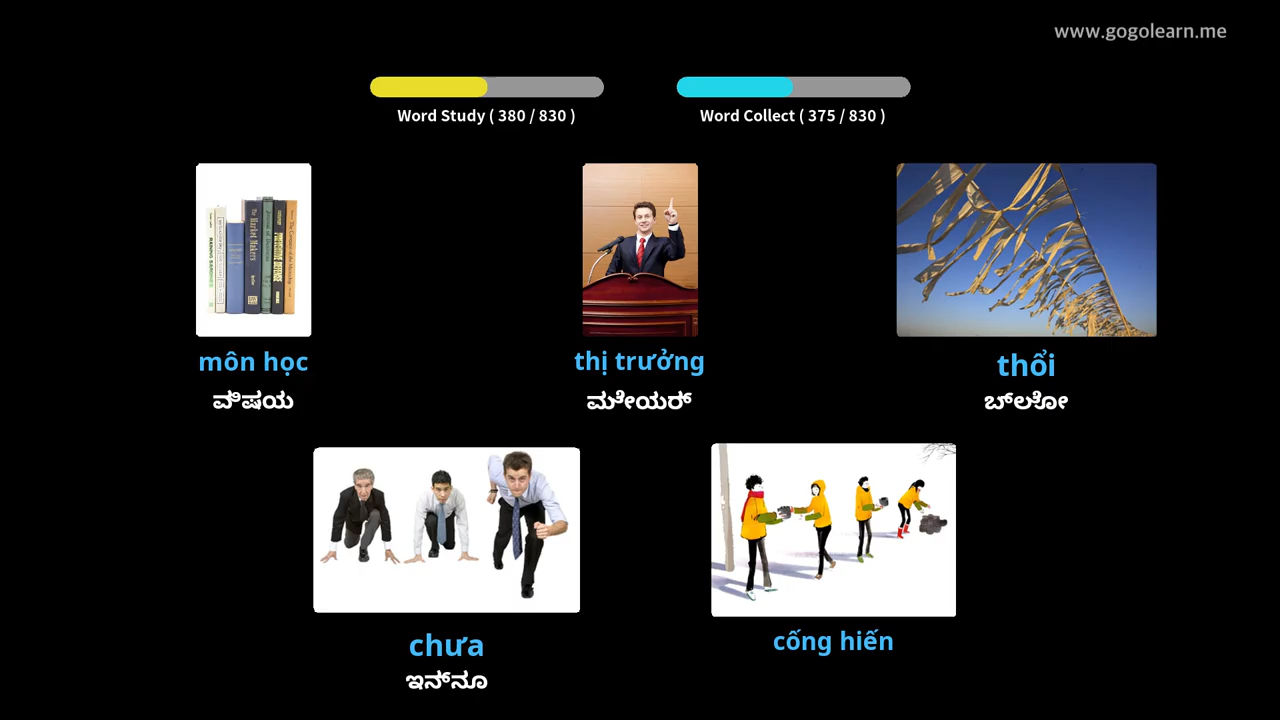 www.gogolearn.me
Word Study ( 380 / 830 )
Word Collect ( 375 / 830 )
môn học
ವಿಷಯ
thị trưởng
ಮೇಯರ್
thổi
ಬ್ಲೋ
chưa
ಇನ್ನೂ
cống hiến